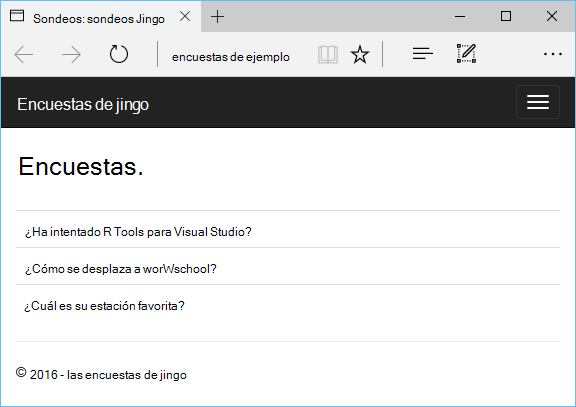 Sondeos: sondeos Jingo
encuestas de ejemplo
Encuestas de jingo
Encuestas.
¿Ha intentado R Tools para Visual Studio?
¿Cómo se desplaza a worWschool?
¿Cuál es su estación favorita?
© 2016 - las encuestas de jingo